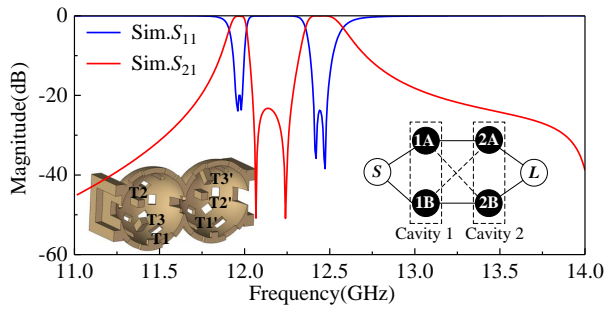 0
Sim.S11
Sim.S21
-20
-40
-60
Magnitude(dB)
T2
T3
T1
T3'
T2'
T1'
1A
2A
S
L
1B
2B
Cavity 1
Cavity 2
11.0
11.5
12.0
12.5
13.0
13.5
14.0
Frequency(GHz)